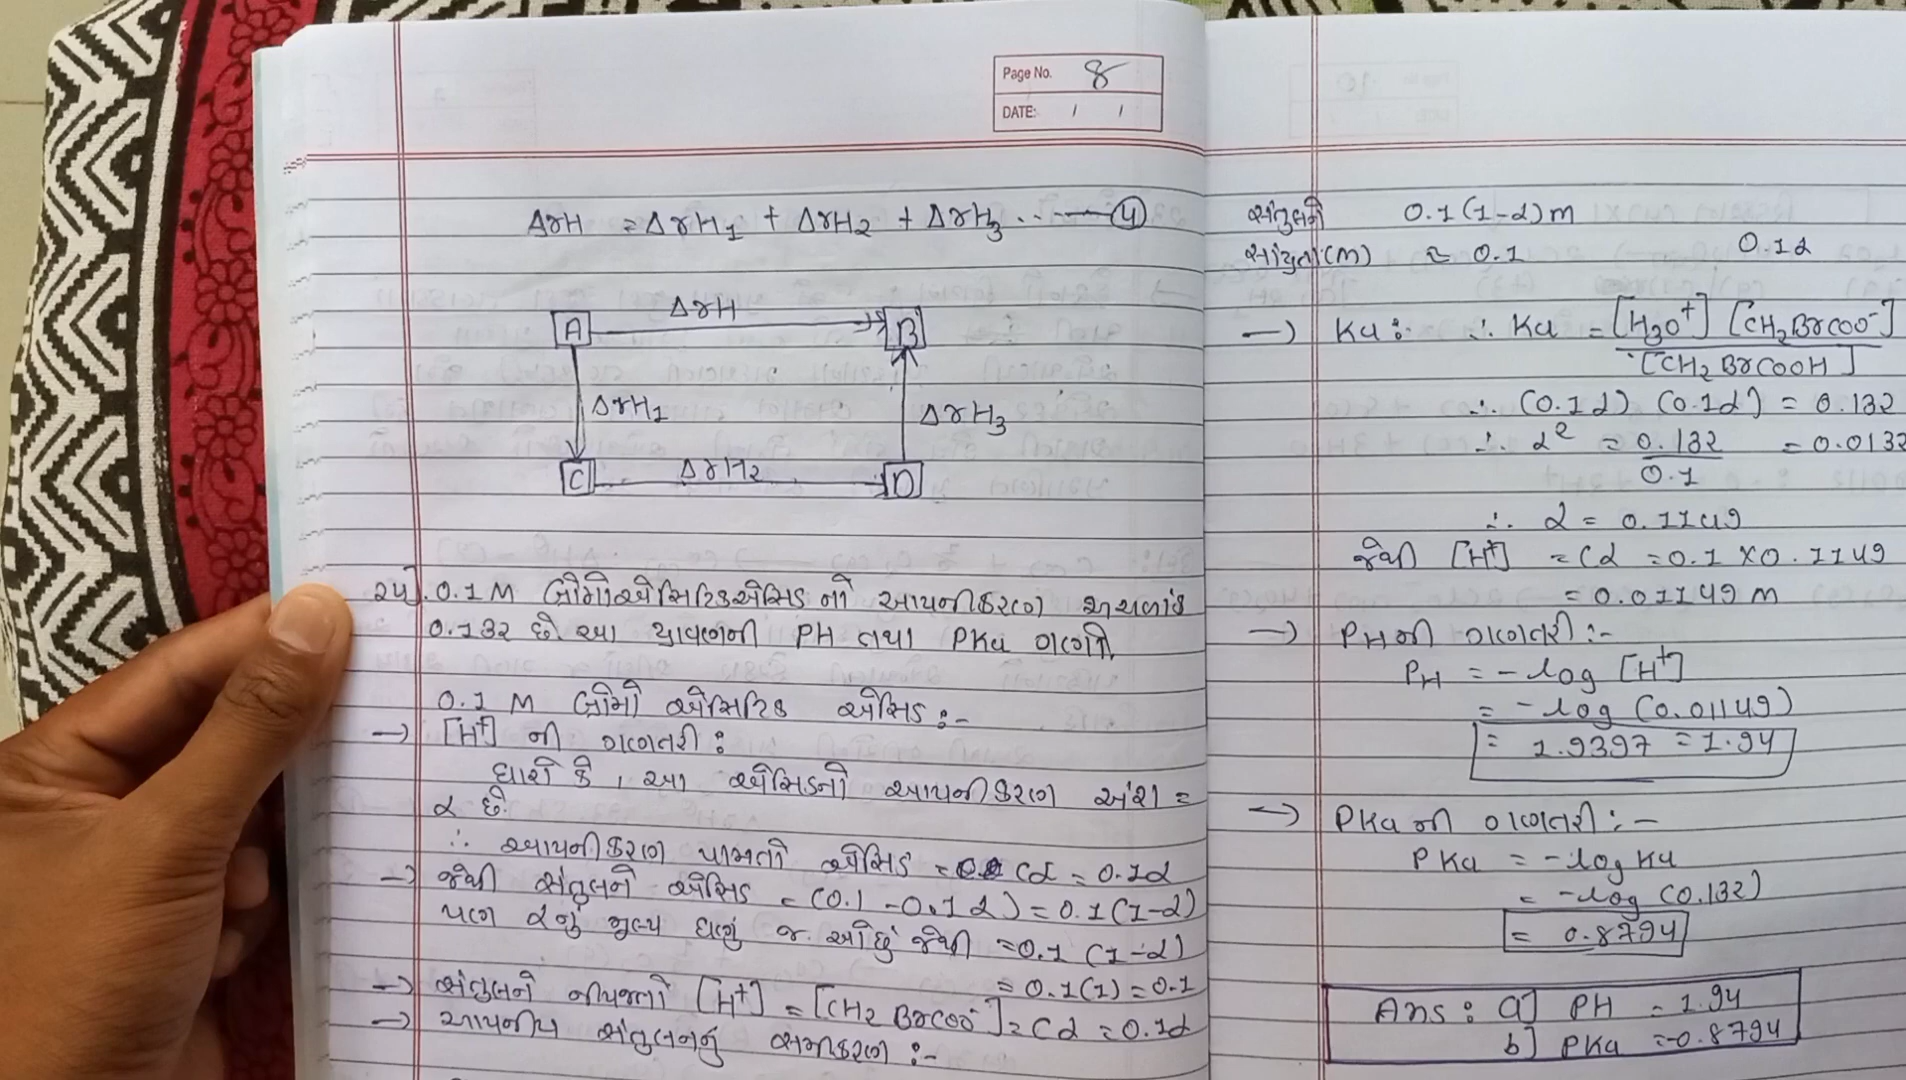 Page No. 8
DATE: / /
ΔrH = ΔrH1 + ΔrH2 + ΔrH3 ... — (૫)
A ΔrH B
ΔrH1 ΔrH3
C ΔrH2 D
૨૫]. 0.1 M બ્રોમોએસિટિકએસિડ નો આયનીકરણ અચળાંક
0.132 છે. આ દ્રાવણની PH તથા PKa ગણો.
0.1 M બ્રોમો એસિટિક એસિડ :-
→ [H+] ની ગણતરી :
ધારો કે, આ એસિડનો આયનીકરણ અંશ =
α છે.
∴ આયનીકરણ પામતો એસિડ = Cα = 0.1α
→ જેથી સંતુલને એસિડ = (0.1 - 0.1α) = 0.1(1-α)
પણ αનું મુલ્ય ઘણું જ ઓછું જેથી = 0.1 (1-α)
= 0.1(1) = 0.1
→ સંતુલને નીપજતો [H+] = [CH2BrCOO-] = Cα = 0.1α
→ આયનીય સંતુલનનું સમીકરણ :-
સંતુલને 0.1(1-α)m
સાંદ્રતા(m) ≈ 0.1 0.1α
→ Ka :- ∴ Ka = [H3O+] [CH2BrCOO-]
[CH2BrCOOH]
∴ (0.1α) (0.1α) = 0.132
∴ α2 = 0.132 = 0.0132
0.1
∴ α = 0.1149
જેથી [H+] = Cα = 0.1 × 0.1149
= 0.01149 m
→ PHની ગણતરી :-
PH = -log [H+]
= -log (0.01149)
= 1.9397 = 1.94
→ PKa ની ગણતરી :-
PKa = -log Ka
= -log (0.132)
= 0.8794
Ans : a] PH = 1.94
b] PKa = 0.8794